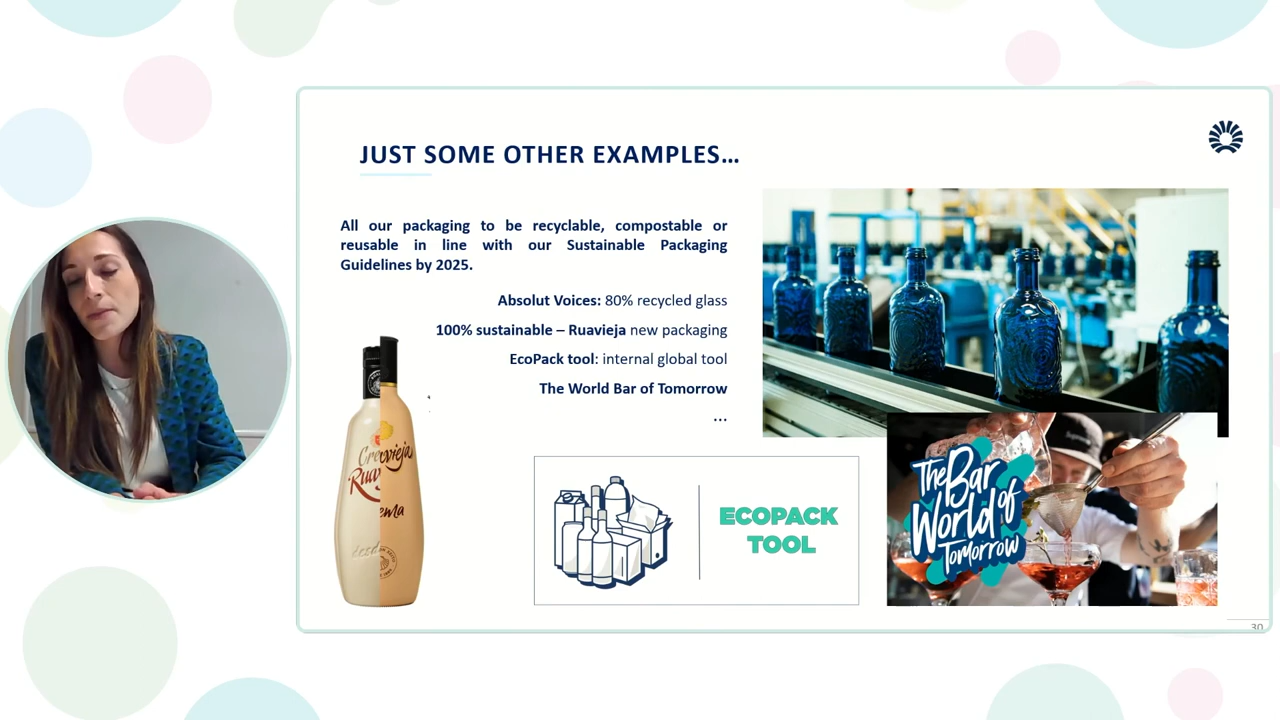 JUST SOME OTHER EXAMPLES...
All our packaging to be recyclable, compostable or
reusable in line with our Sustainable Packaging
Guidelines by 2025.
Absolut Voices: 80% recycled glass
100% sustainable – Ruavieja new packaging
EcoPack tool: internal global tool
The World Bar of Tomorrow
...
ECOPACK
TOOL
The Bar
World of
Tomorrow
30